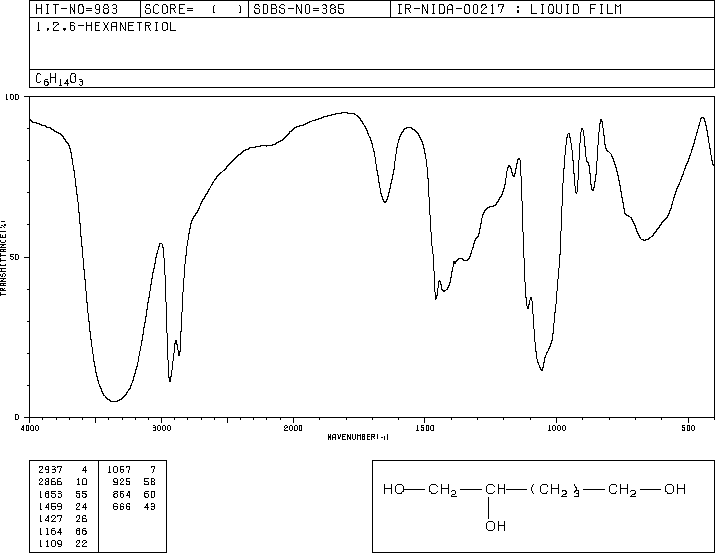 HIT-NO=983 SCORE= ( ) SDBS-NO=385 IR-NIDA-00217 : LIQUID FILM
1,2,6-HEXANETRIOL
C6H14O3
100
50
0
TRANSMITTANCE(%)
4000 3000 2000 1500 1000 500
WAVENUMBER(-1)
2937 4 1067 7
2866 10 925 58
1653 55 864 60
1459 24 666 49
1427 26
1164 66
1109 22
HO—CH2—CH—(CH2)3—CH2—OH
OH